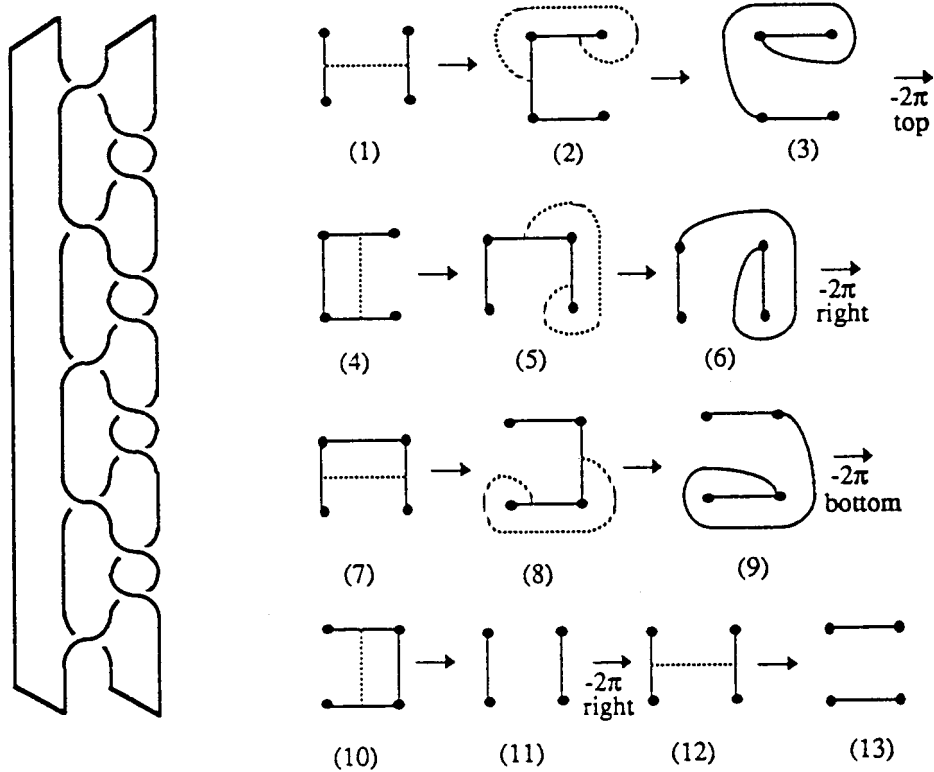 (1) (2) (3) -2π
top
(4) (5) (6) -2π
right
(7) (8) (9) -2π
bottom
(10) (11) -2π
right
(12) (13)